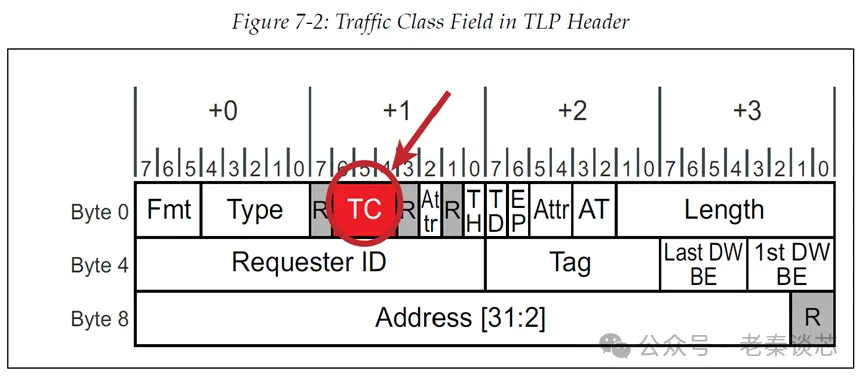 Figure 7-2: Traffic Class Field in TLP Header
+0 +1 +2 +3
7 6 5 4 3 2 1 0 7 6 5 4 3 2 1 0 7 6 5 4 3 2 1 0 7 6 5 4 3 2 1 0
Byte 0 Fmt Type R TC R At tr R T H T D E P Attr AT Length
Byte 4 Requester ID Tag Last DW BE 1st DW BE
Byte 8 Address [31:2] R
公众号 · 老秦谈芯